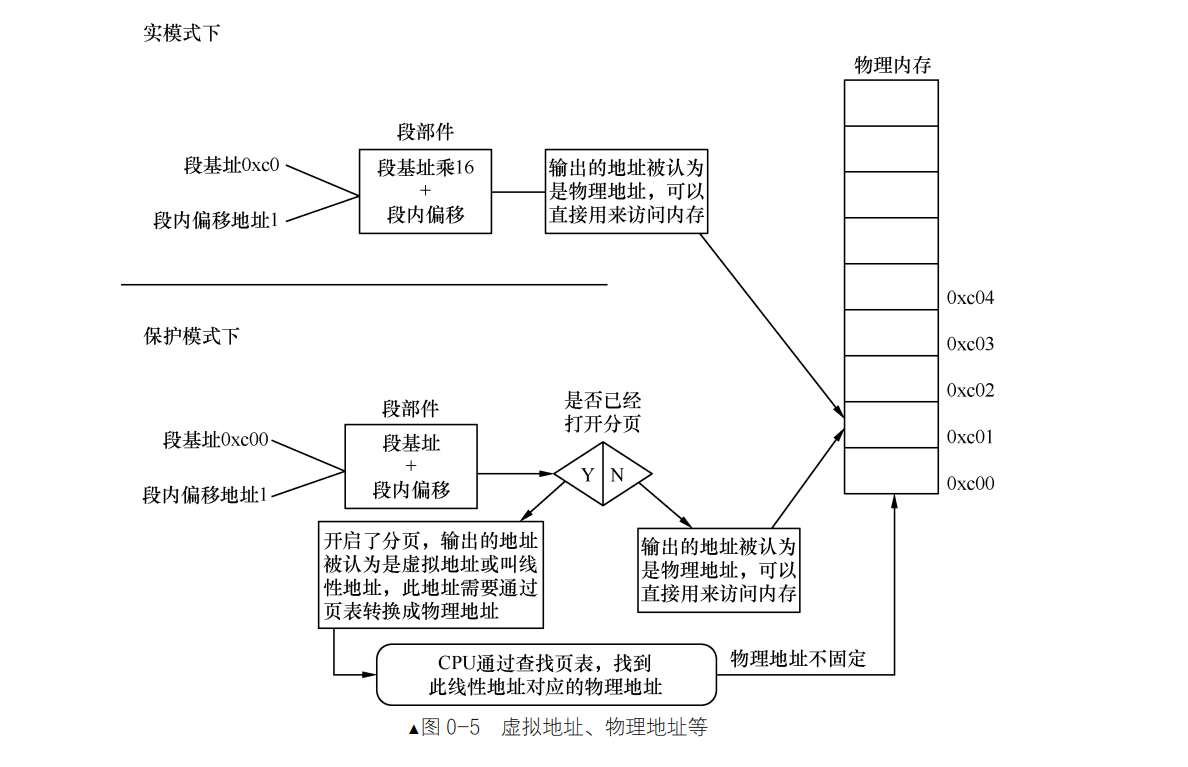 实模式下
物理内存
段部件
段基址0xc0
段内偏移地址1
段基址乘16
+
段内偏移
输出的地址被认为
是物理地址，可以
直接用来访问内存
0xc04
0xc03
0xc02
0xc01
0xc00
保护模式下
段部件
段基址0xc00
段内偏移地址1
段基址
+
段内偏移
是否已经
打开分页
Y
N
开启了分页，输出的地址
被认为是虚拟地址或叫线
性地址，此地址需要通过
页表转换成物理地址
输出的地址被认为
是物理地址，可以
直接用来访问内存
CPU通过查找页表，找到
此线性地址对应的物理地址
物理地址不固定
▲图 0-5 虚拟地址、物理地址等